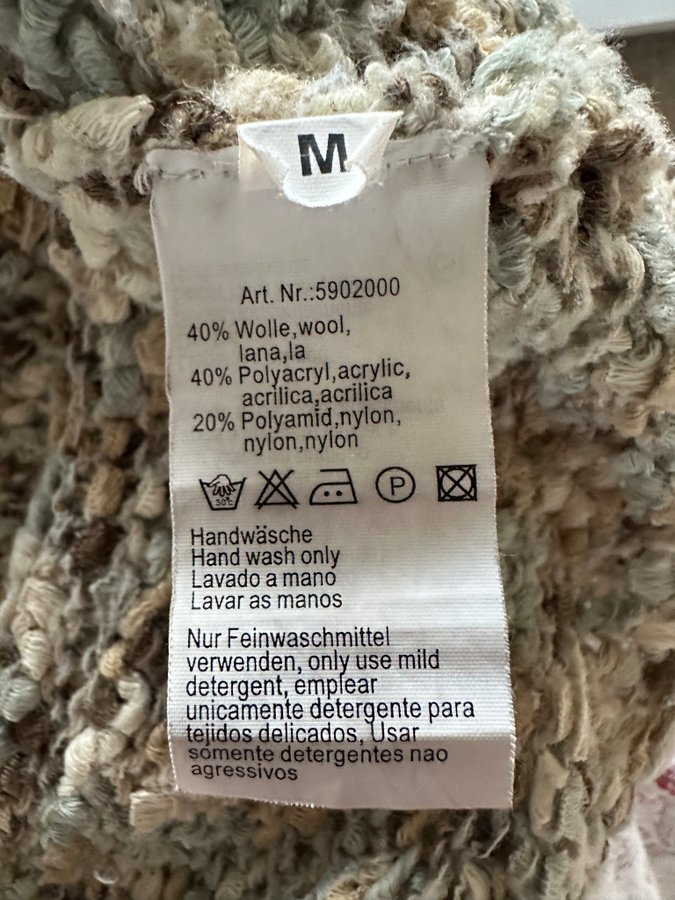 M
Art. Nr.:5902000
40% Wolle,wool,
lana,la
40% Polyacryl,acrylic,
acrilica,acrilica
20% Polyamid,nylon,
nylon,nylon
30°C P
Handwäsche
Hand wash only
Lavado a mano
Lavar as manos
Nur Feinwaschmittel
verwenden, only use mild
detergent, emplear
unicamente detergente para
tejidos delicados, Usar
somente detergentes nao
agressivos